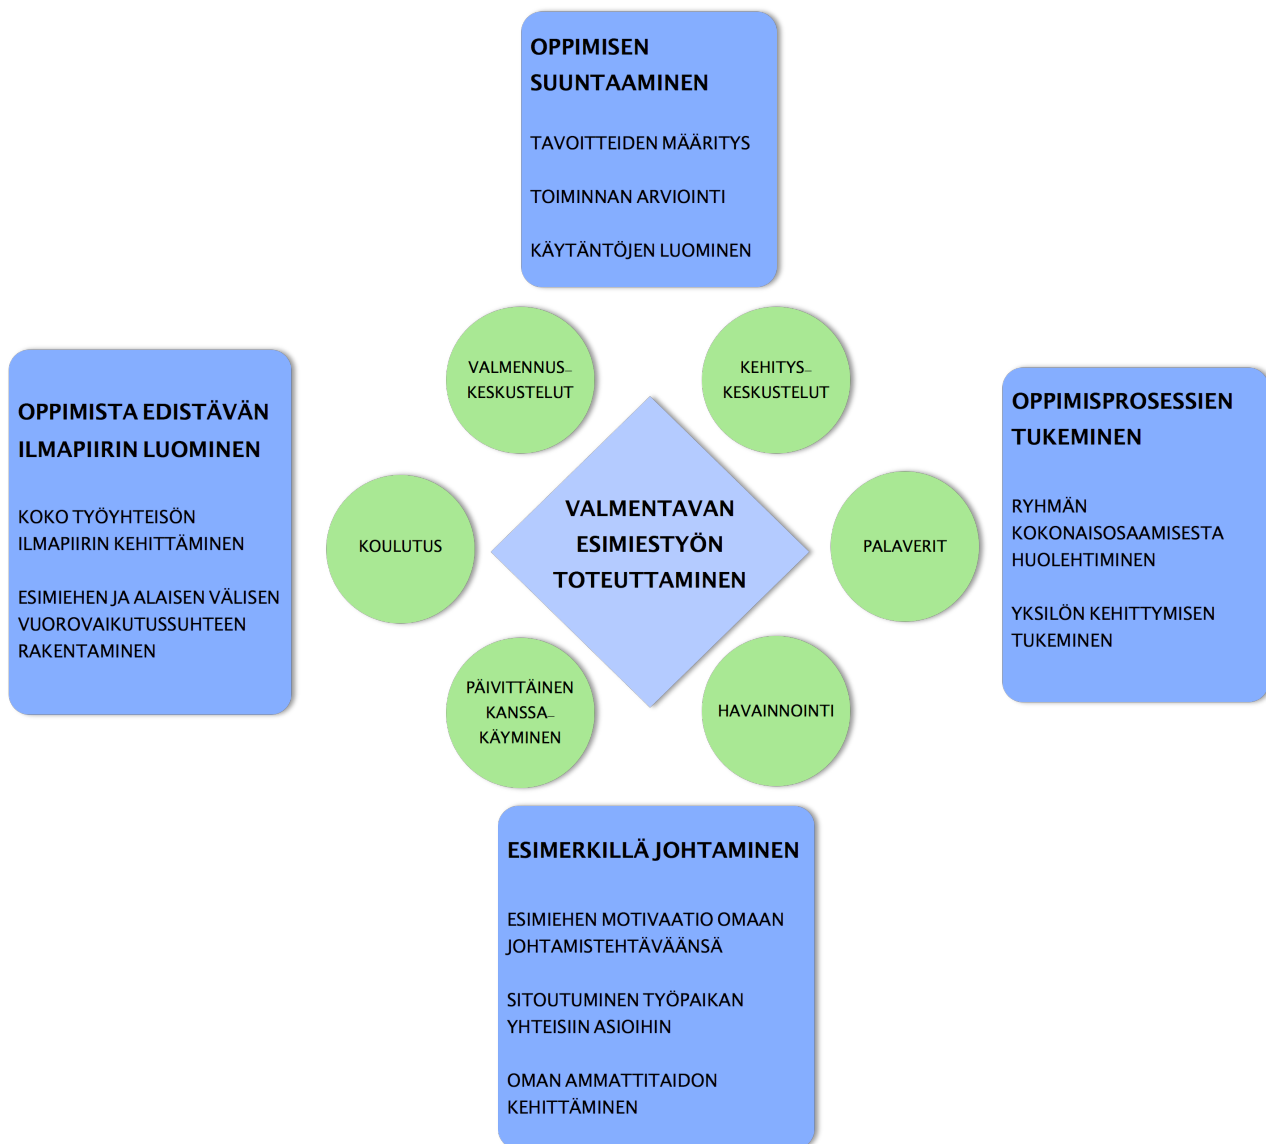 OPPIMISEN
SUUNTAAMINEN
TAVOITTEIDEN MÄÄRITYS
TOIMINNAN ARVIOINTI
KÄYTÄNTÖJEN LUOMINEN
VALMENNUS–
KESKUSTELUT
KEHITYS–
KESKUSTELUT
OPPIMISTA EDISTÄVÄN
ILMAPIIRIN LUOMINEN
KOKO TYÖYHTEISÖN
ILMAPIIRIN KEHITTÄMINEN
ESIMIEHEN JA ALAISEN VÄLISEN
VUOROVAIKUTUSSUHTEEN
RAKENTAMINEN
KOULUTUS
VALMENTAVAN
ESIMIESTYÖN
TOTEUTTAMINEN
PALAVERIT
OPPIMISPROSESSIEN
TUKEMINEN
RYHMÄN
KOKONAISOSAAMISESTA
HUOLEHTIMINEN
YKSILÖN KEHITTYMISEN
TUKEMINEN
PÄIVITTÄINEN
KANSSA–
KÄYMINEN
HAVAINNOINTI
ESIMERKILLÄ JOHTAMINEN
ESIMIEHEN MOTIVAATIO OMAAN
JOHTAMISTEHTÄVÄÄNSÄ
SITOUTUMINEN TYÖPAIKAN
YHTEISIIN ASIOIHIN
OMAN AMMATTITAIDON
KEHITTÄMINEN